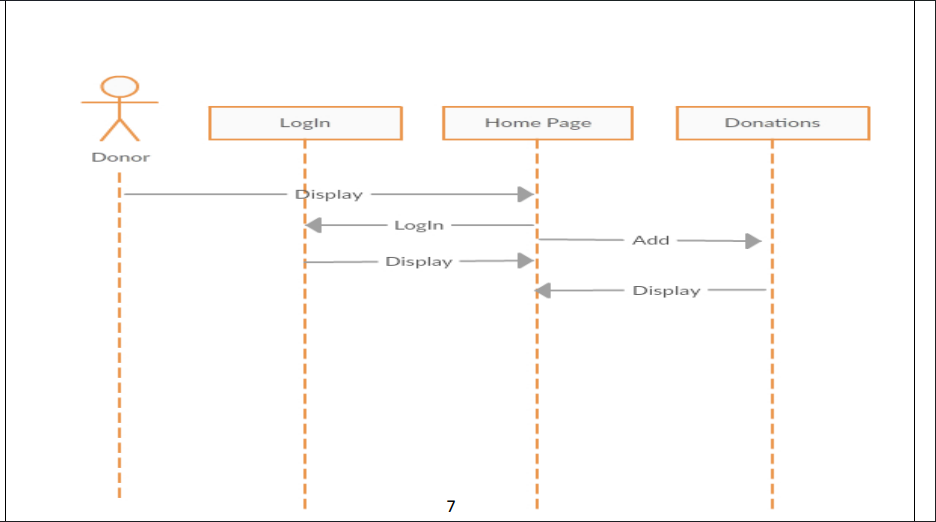 LogIn
Home Page
Donations
Donor
Display
LogIn
Add
Display
Display
7